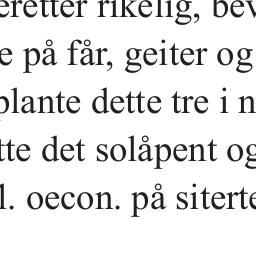 eretter rikelig, bev
e på får, geiter og
plante dette tre i n
tte det solåpent og
l. oecon. på siterte